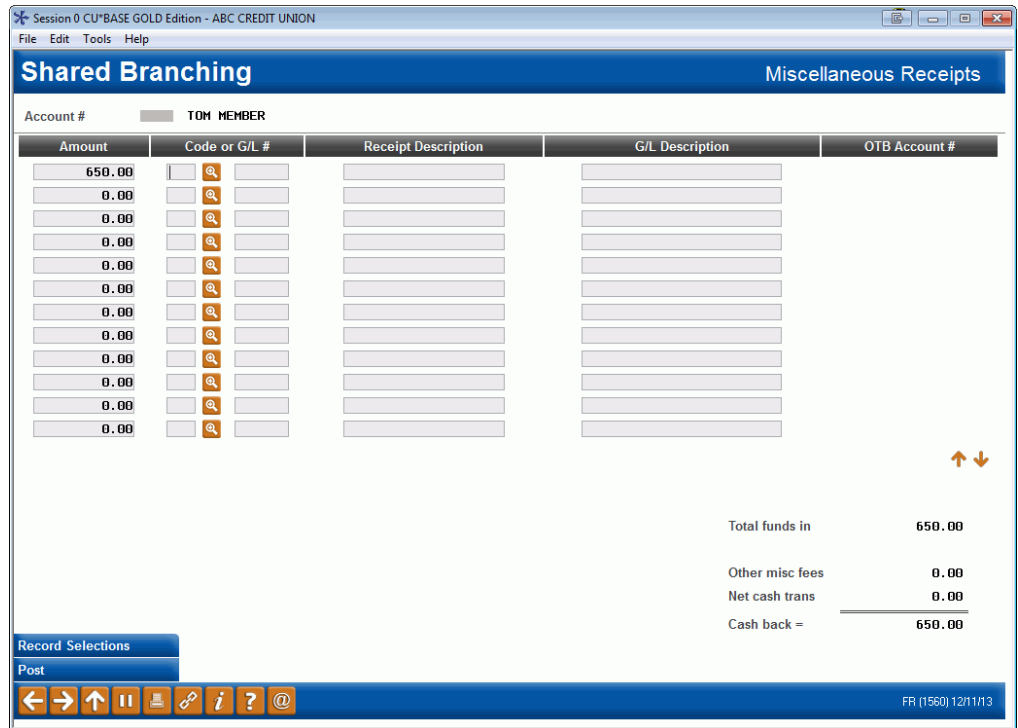 Session 0 CU*BASE GOLD Edition - ABC CREDIT UNION
File Edit Tools Help
Shared Branching Miscellaneous Receipts
Account # TOM MEMBER
Amount Code or G/L # Receipt Description G/L Description OTB Account #
650.00
0.00
0.00
0.00
0.00
0.00
0.00
0.00
0.00
0.00
0.00
0.00
Total funds in 650.00
Other misc fees 0.00
Net cash trans 0.00
Cash back = 650.00
Record Selections
Post
FR (1560) 12/11/13